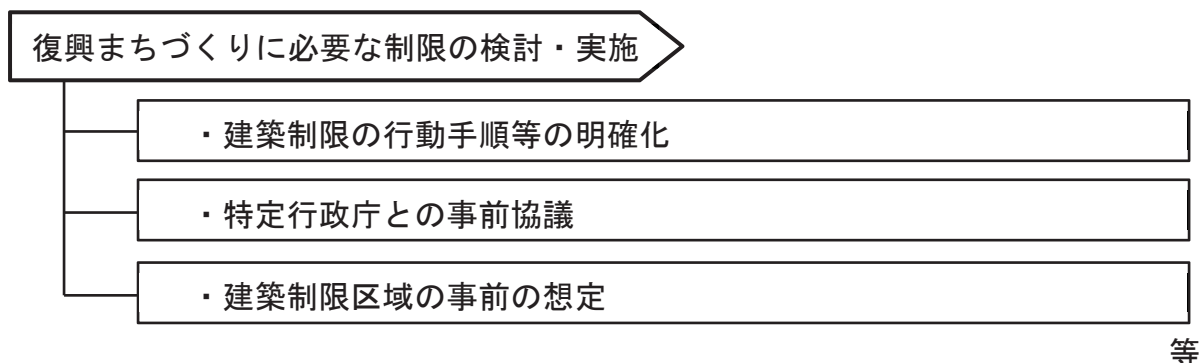 復興まちづくりに必要な制限の検討・実施
・建築制限の行動手順等の明確化
・特定行政庁との事前協議
・建築制限区域の事前の想定
等